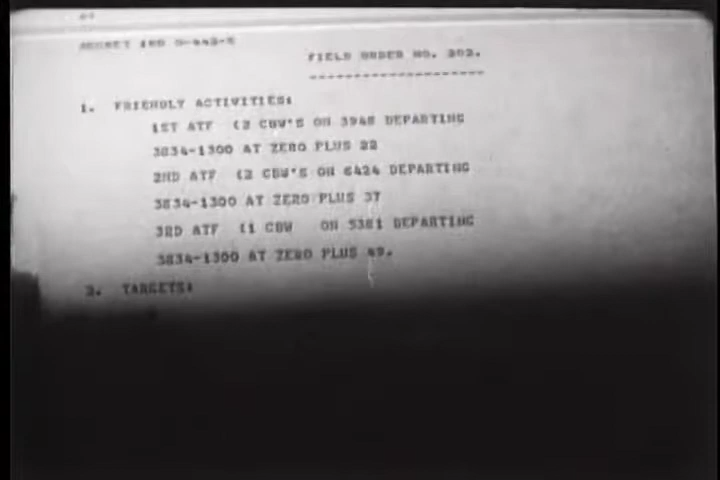 SECRET
FIELD ORDER NO. 302.
1. FRIENDLY ACTIVITIES:
1ST ATF (2 CBW'S ON 3948 DEPARTING
3834-1300 AT ZERO PLUS 22
2ND ATF (2 CBW'S ON 6424 DEPARTING
3834-1300 AT ZERO PLUS 37
3RD ATF (1 CBW ON 5381 DEPARTING
3834-1300 AT ZERO PLUS 49.
2. TARGETS: